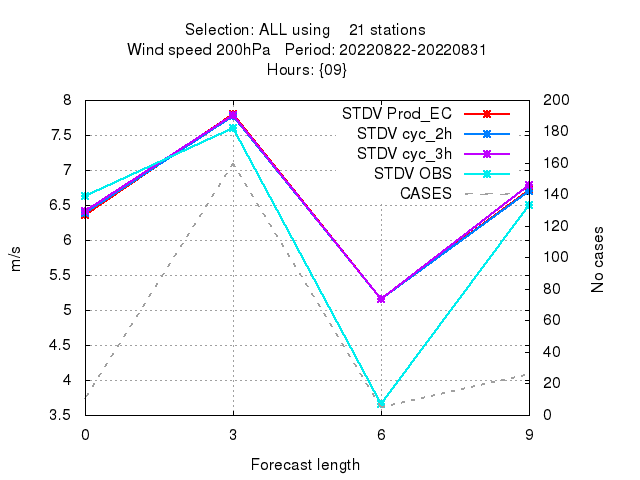 Selection: ALL using    21 stations
Wind speed 200hPa   Period: 20220822-20220831
Hours: {09}
8 200
STDV Prod_EC
7.5 180
STDV cyc_2h
STDV cyc_3h
7 160
STDV OBS
CASES
6.5 140
6 120
5.5 100
5 80
4.5 60
40
4 20
3.5 0
m/s
No cases
0 3 6 9
Forecast length